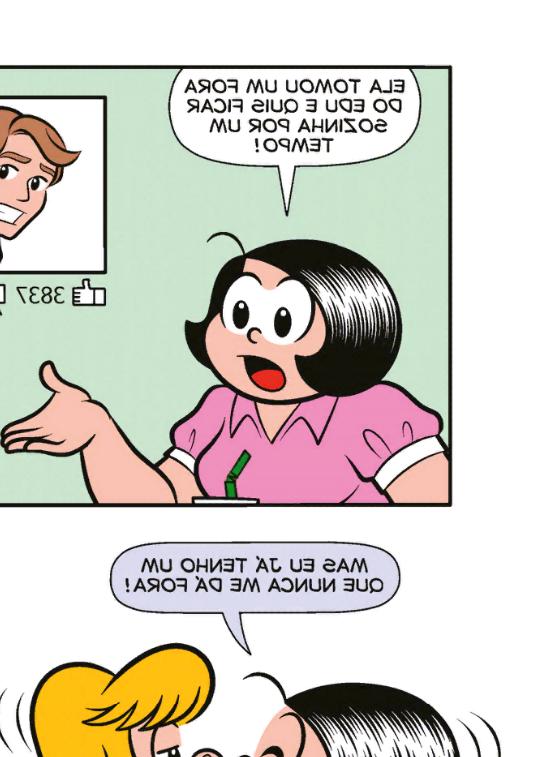 ELA TOMOU UM FORA
DO EDU E QUIS FICAR
SOZINHA POR UM
TEMPO!
3837
MAS EU JÁ TENHO UM
QUE NUNCA ME DÁ FORA!